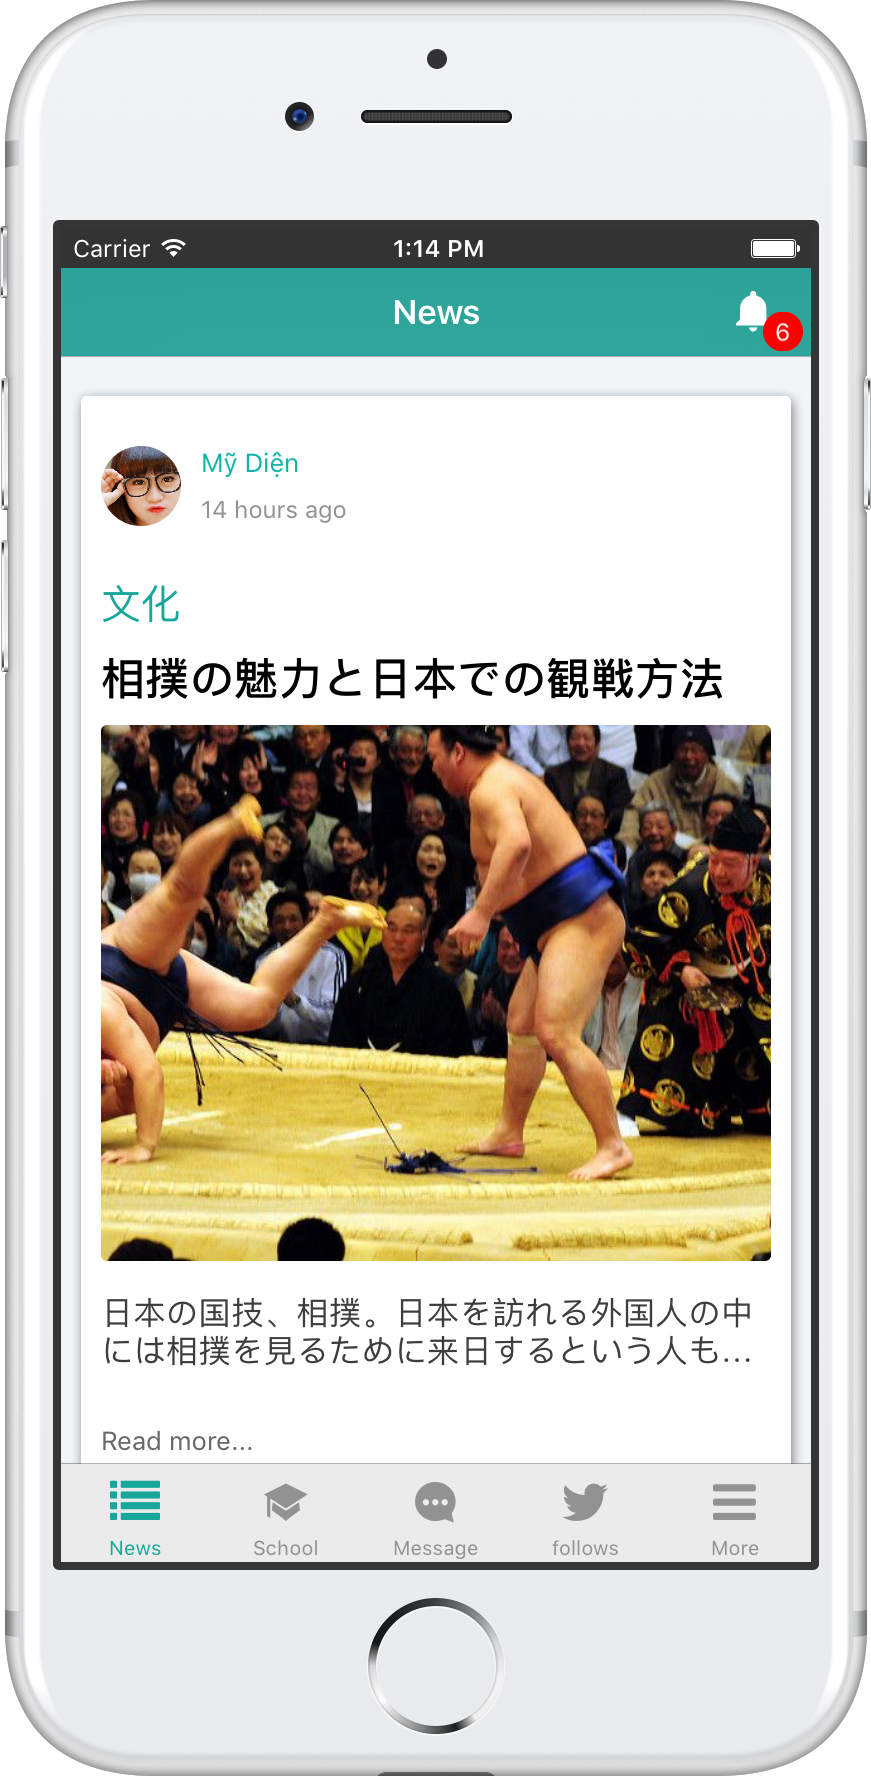 Carrier 1:14 PM
News
6
Mỹ Diện
14 hours ago
文化
相撲の魅力と日本での観戦方法
日本の国技、相撲。日本を訪れる外国人の中
には相撲を見るために来日するという人も...
Read more...
News School Message follows More